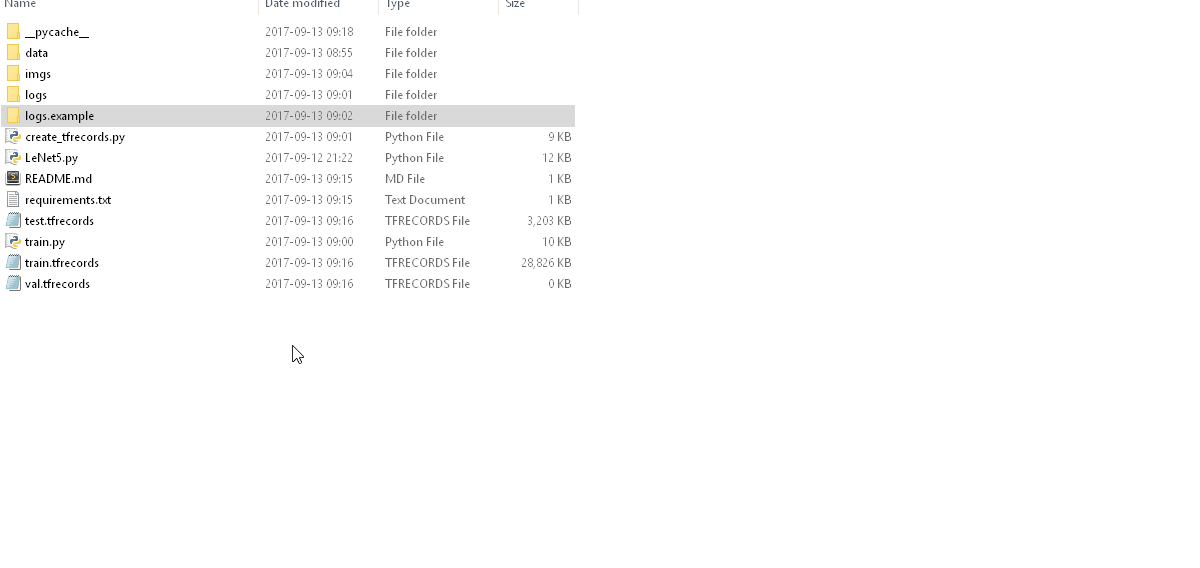 Name Date modified Type Size
__pycache__ 2017-09-13 09:18 File folder
data 2017-09-13 08:55 File folder
imgs 2017-09-13 09:04 File folder
logs 2017-09-13 09:01 File folder
logs.example 2017-09-13 09:02 File folder
create_tfrecords.py 2017-09-13 09:01 Python File 9 KB
LeNet5.py 2017-09-12 21:22 Python File 12 KB
README.md 2017-09-13 09:15 MD File 1 KB
requirements.txt 2017-09-13 09:15 Text Document 1 KB
test.tfrecords 2017-09-13 09:16 TFRECORDS File 3,203 KB
train.py 2017-09-13 09:00 Python File 10 KB
train.tfrecords 2017-09-13 09:16 TFRECORDS File 28,826 KB
val.tfrecords 2017-09-13 09:16 TFRECORDS File 0 KB